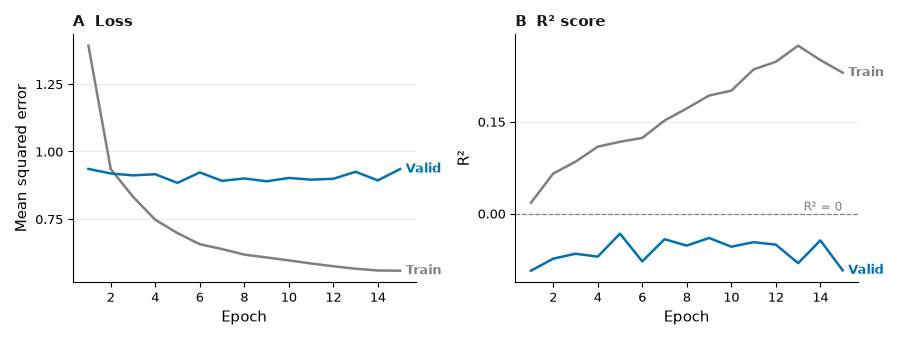 A Loss
Mean squared error
1.25
1.00
0.75
2 4 6 8 10 12 14
Epoch
Valid
Train
B R² score
R²
0.15
0.00
2 4 6 8 10 12 14
Epoch
Train
R² = 0
Valid